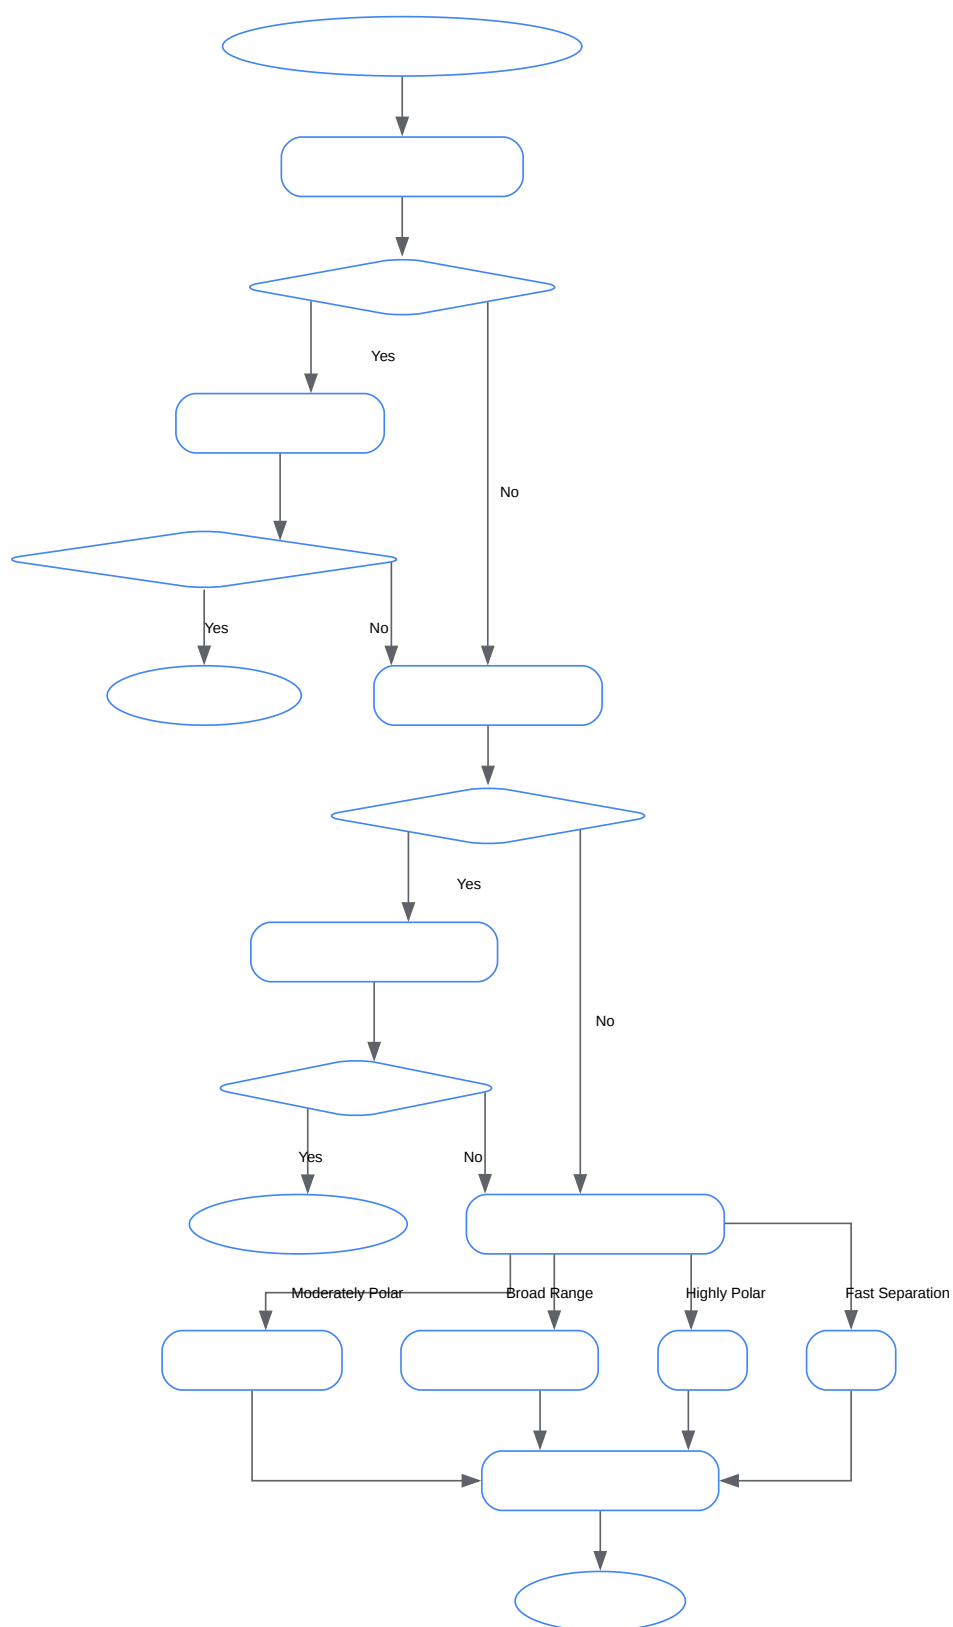 Yes
No
Yes
No
Yes
No
Yes
No
Moderately Polar
Broad Range
Highly Polar
Fast Separation